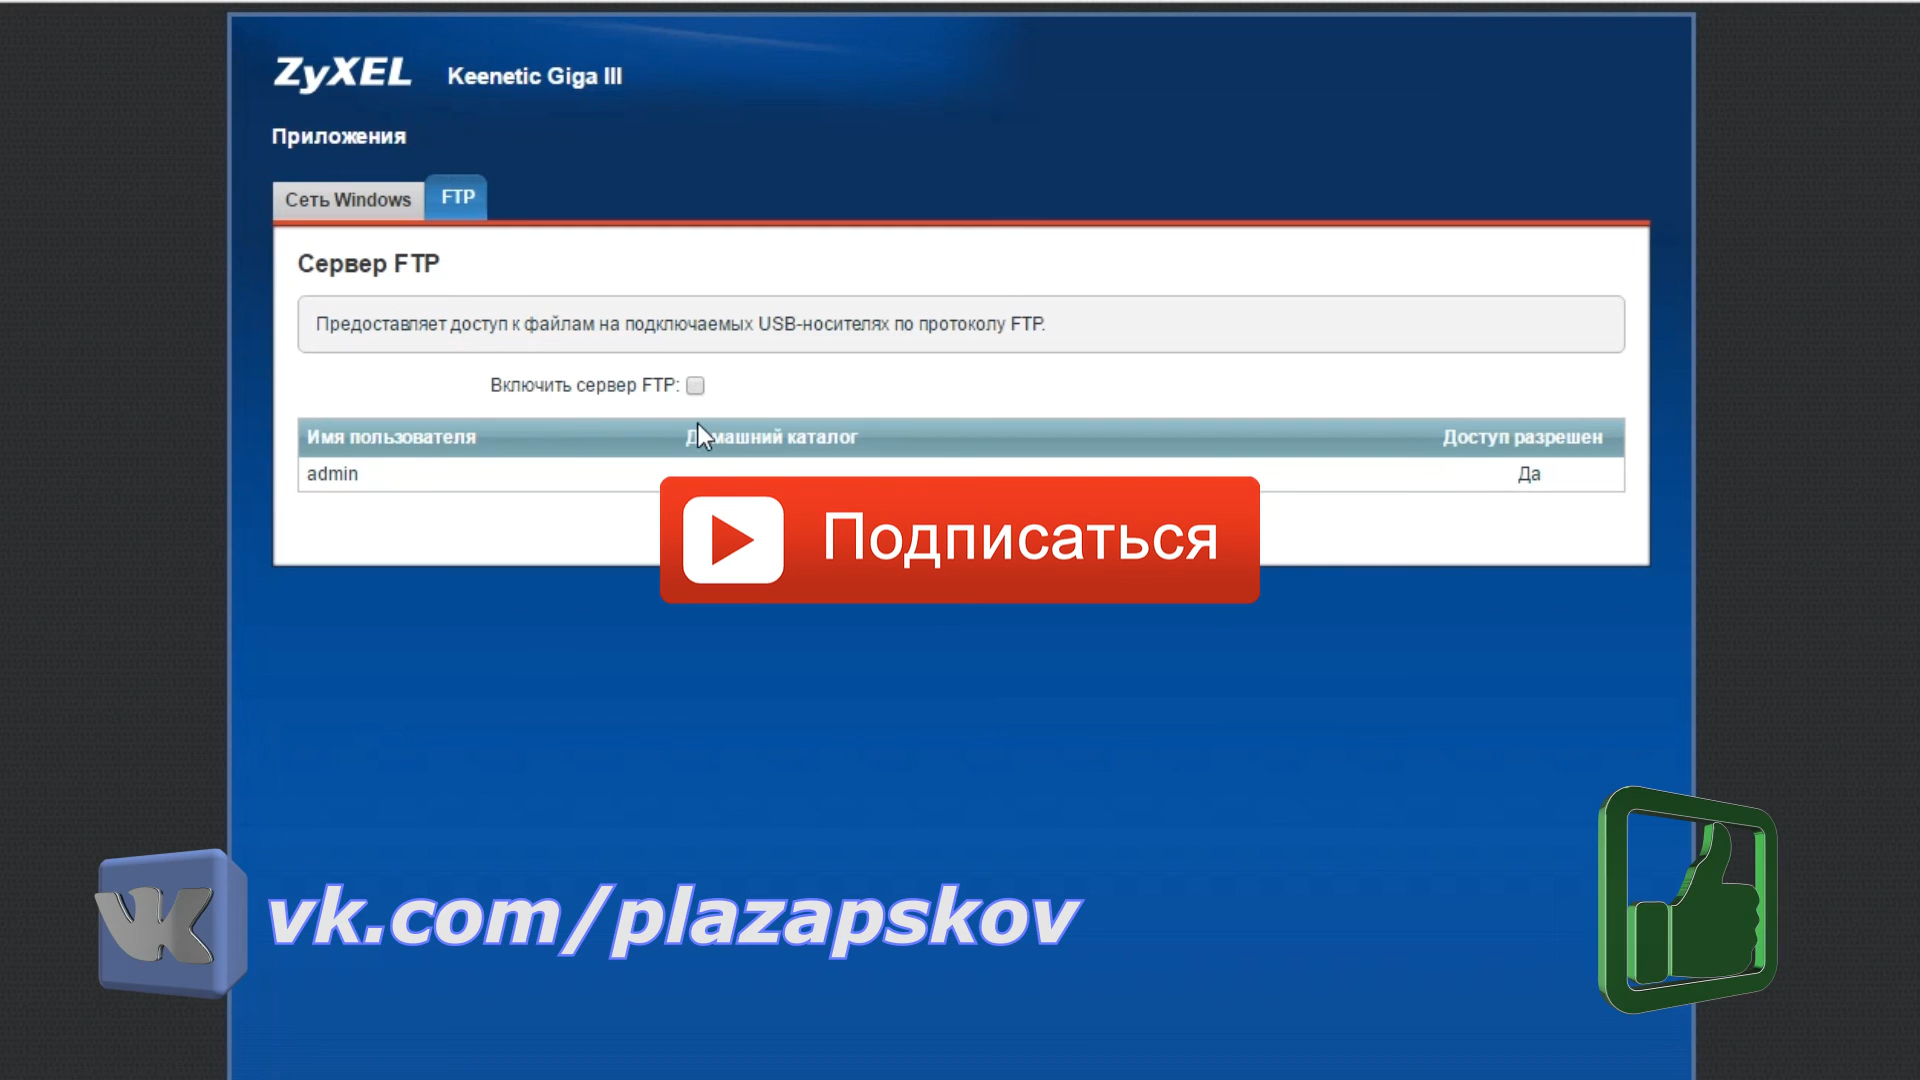 ZyXEL Keenetic Giga III
Приложения
Сеть Windows FTP
Сервер FTP
Предоставляет доступ к файлам на подключаемых USB-носителях по протоколу FTP.
Включить сервер FTP:
Имя пользователя Домашний каталог Доступ разрешен
admin Да
Подписаться
vk.com/plazapskov